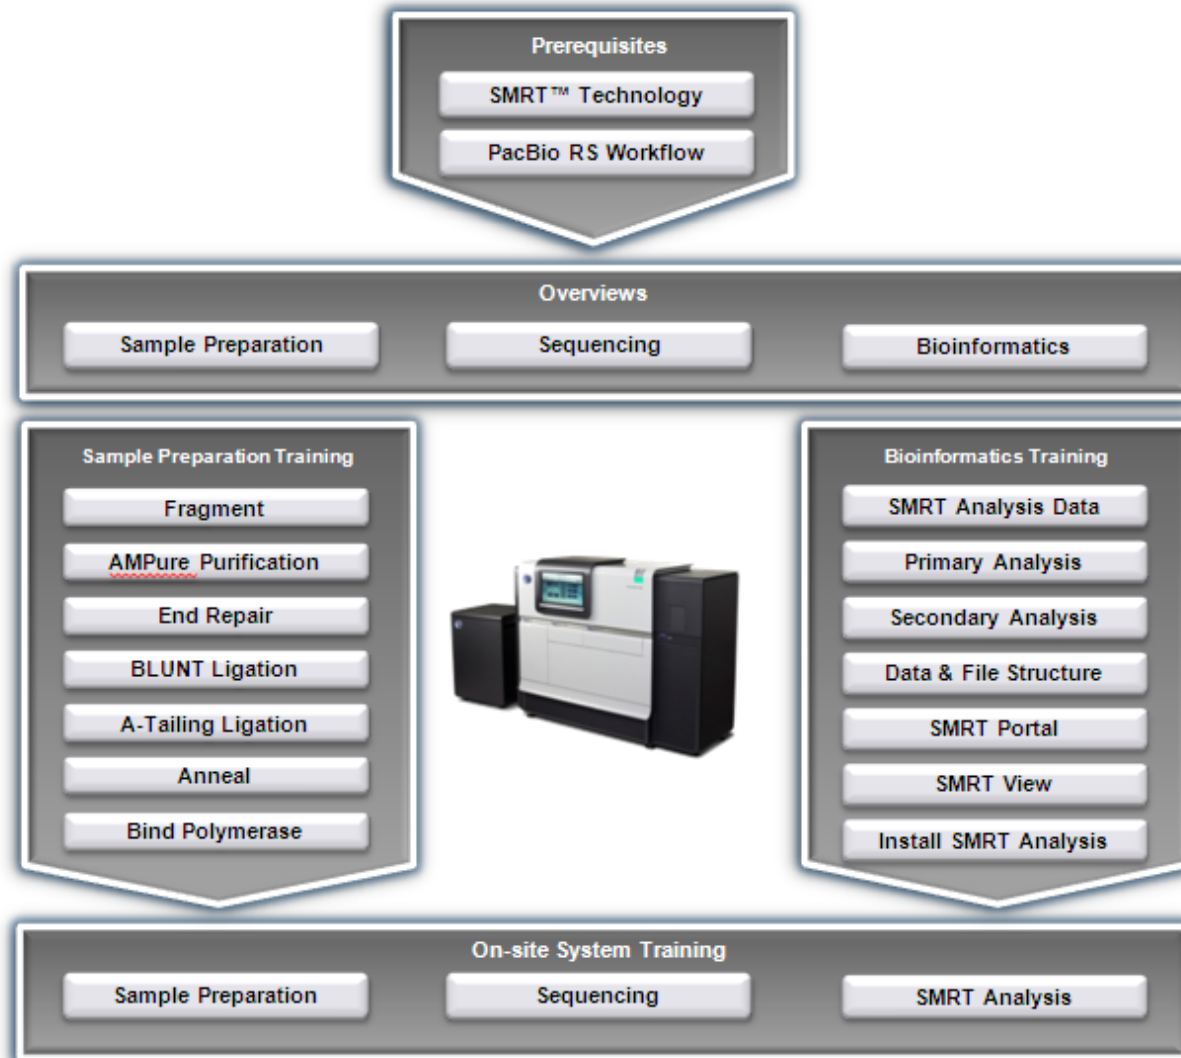 Prerequisites
SMRT™ Technology
PacBio RS Workflow
Overviews
Sample Preparation
Sequencing
Bioinformatics
Sample Preparation Training
Fragment
AMPure Purification
End Repair
BLUNT Ligation
A-Tailing Ligation
Anneal
Bind Polymerase
Bioinformatics Training
SMRT Analysis Data
Primary Analysis
Secondary Analysis
Data & File Structure
SMRT Portal
SMRT View
Install SMRT Analysis
On-site System Training
Sample Preparation
Sequencing
SMRT Analysis